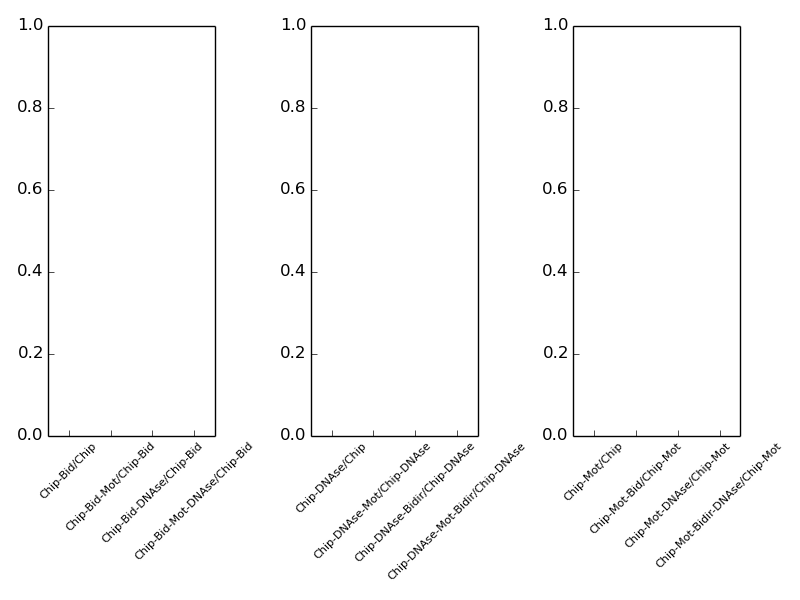 1.0
0.8
0.6
0.4
0.2
0.0
Chip-Bid/Chip
Chip-Bid-Mot/Chip-Bid
Chip-Bid-DNAse/Chip-Bid
Chip-Bid-Mot-DNAse/Chip-Bid
1.0
0.8
0.6
0.4
0.2
0.0
Chip-DNAse/Chip
Chip-DNAse-Mot/Chip-DNAse
Chip-DNAse-Bidir/Chip-DNAse
Chip-DNAse-Mot-Bidir/Chip-DNAse
1.0
0.8
0.6
0.4
0.2
0.0
Chip-Mot/Chip
Chip-Mot-Bid/Chip-Mot
Chip-Mot-DNAse/Chip-Mot
Chip-Mot-Bidir-DNAse/Chip-Mot